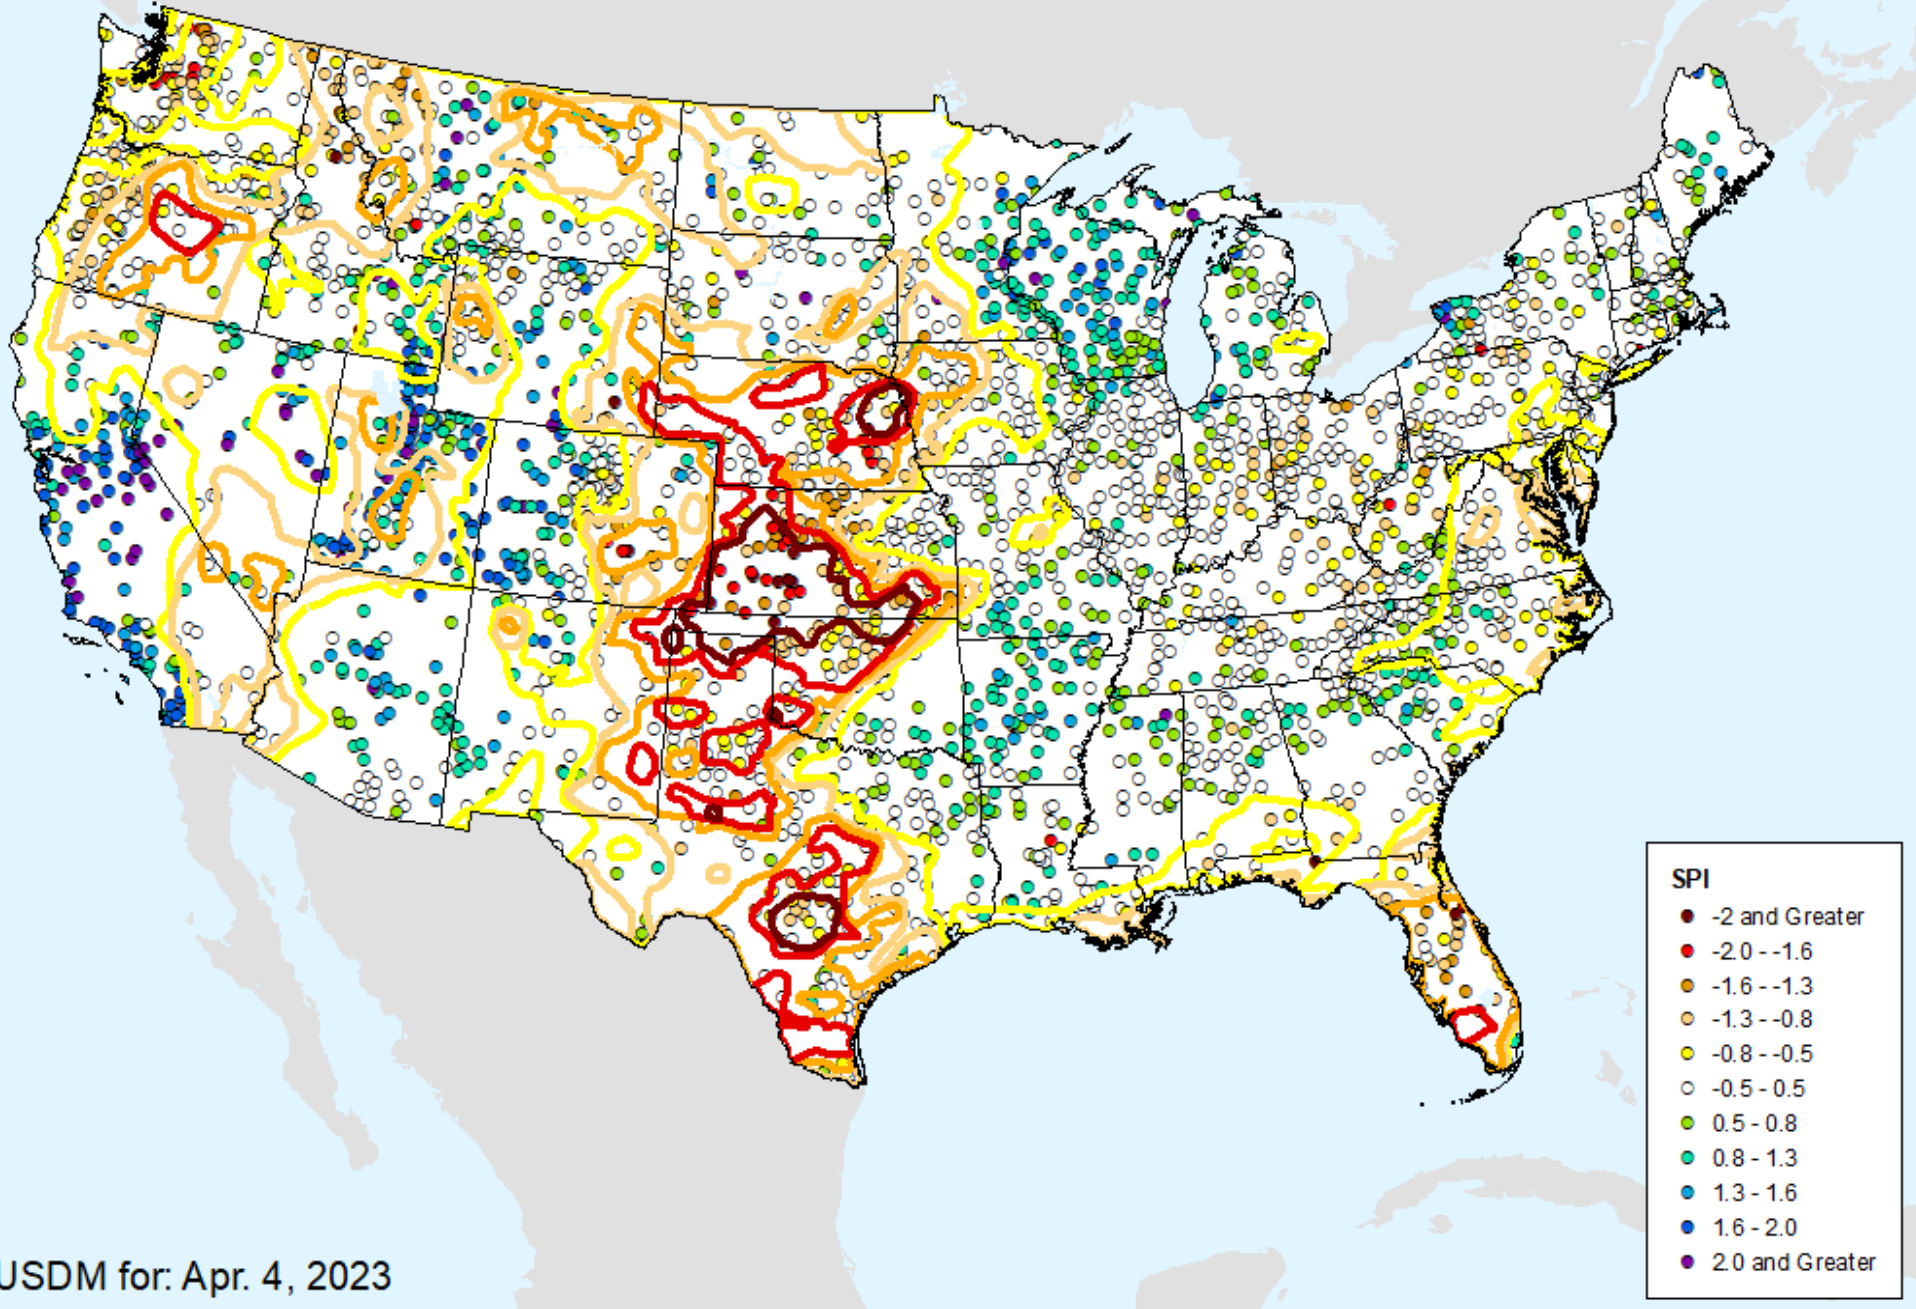 SPI
-2 and Greater
-2.0 - -1.6
-1.6 - -1.3
-1.3 - -0.8
-0.8 - -0.5
-0.5 - 0.5
0.5 - 0.8
0.8 - 1.3
1.3 - 1.6
1.6 - 2.0
2.0 and Greater
USDM for: Apr. 4, 2023